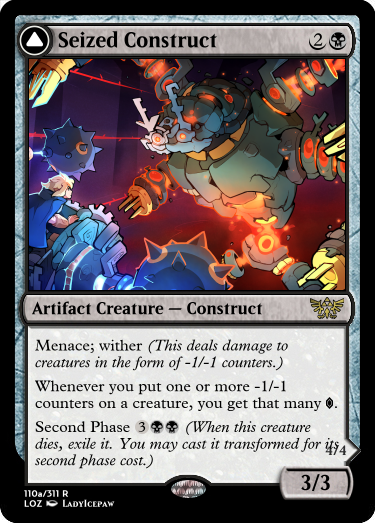 Seized Construct 2
Artifact Creature — Construct
Menace; wither (This deals damage to
creatures in the form of -1/-1 counters.)
Whenever you put one or more -1/-1
counters on a creature, you get that many .
Second Phase 3 (When this creature
dies, exile it. You may cast it transformed for its
second phase cost.)
4/4
3/3
110a/311 R
LOZ LadyIcepaw